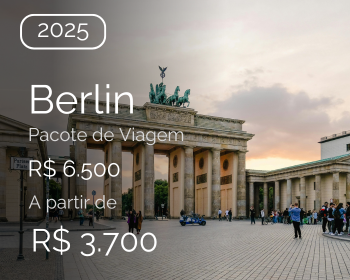 2025
Berlin
Pacote de Viagem
R$ 6.500
A partir de
R$ 3.700